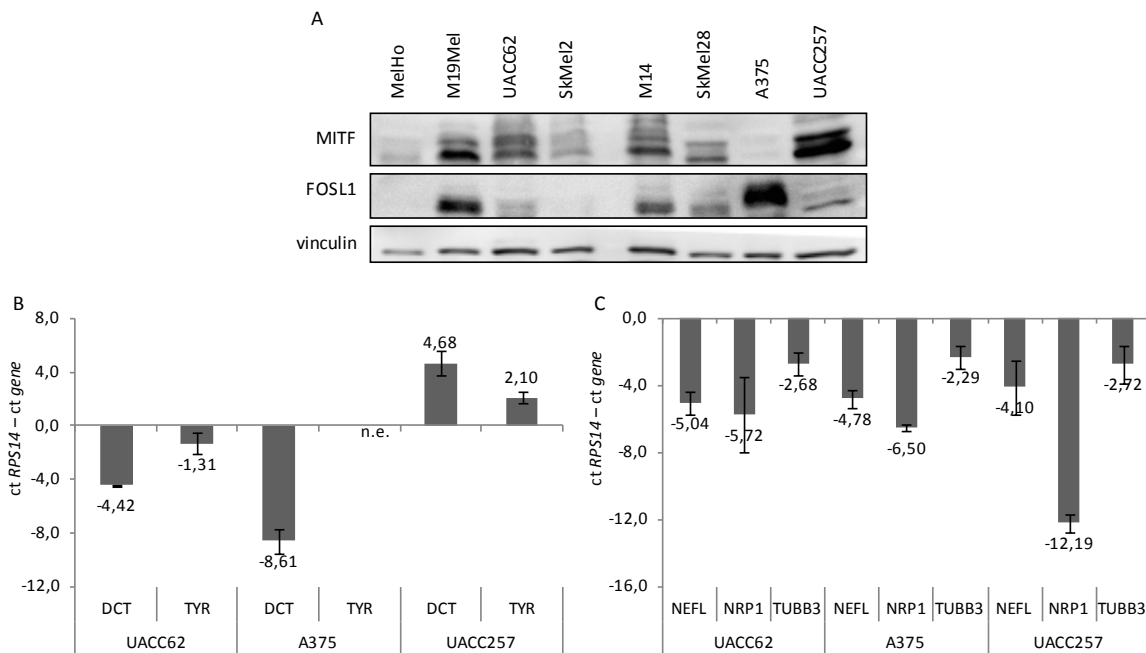 A
MelHo
M19Mel
UACC62
SkMel2
M14
SkMel28
A375
UACC257
MITF
FOSL1
vinculin
B
ct RPS14 – ct gene
8,0
4,0
0,0
-4,0
-8,0
-12,0
-4,42
-1,31
-8,61
n.e.
4,68
2,10
DCT TYR DCT TYR DCT TYR
UACC62 A375 UACC257
C
ct RPS14 – ct gene
0,0
-4,0
-8,0
-12,0
-16,0
-5,04
-5,72
-2,68
-4,78
-6,50
-2,29
-4,10
-12,19
-2,72
NEFL NRP1 TUBB3 NEFL NRP1 TUBB3 NEFL NRP1 TUBB3
UACC62 A375 UACC257